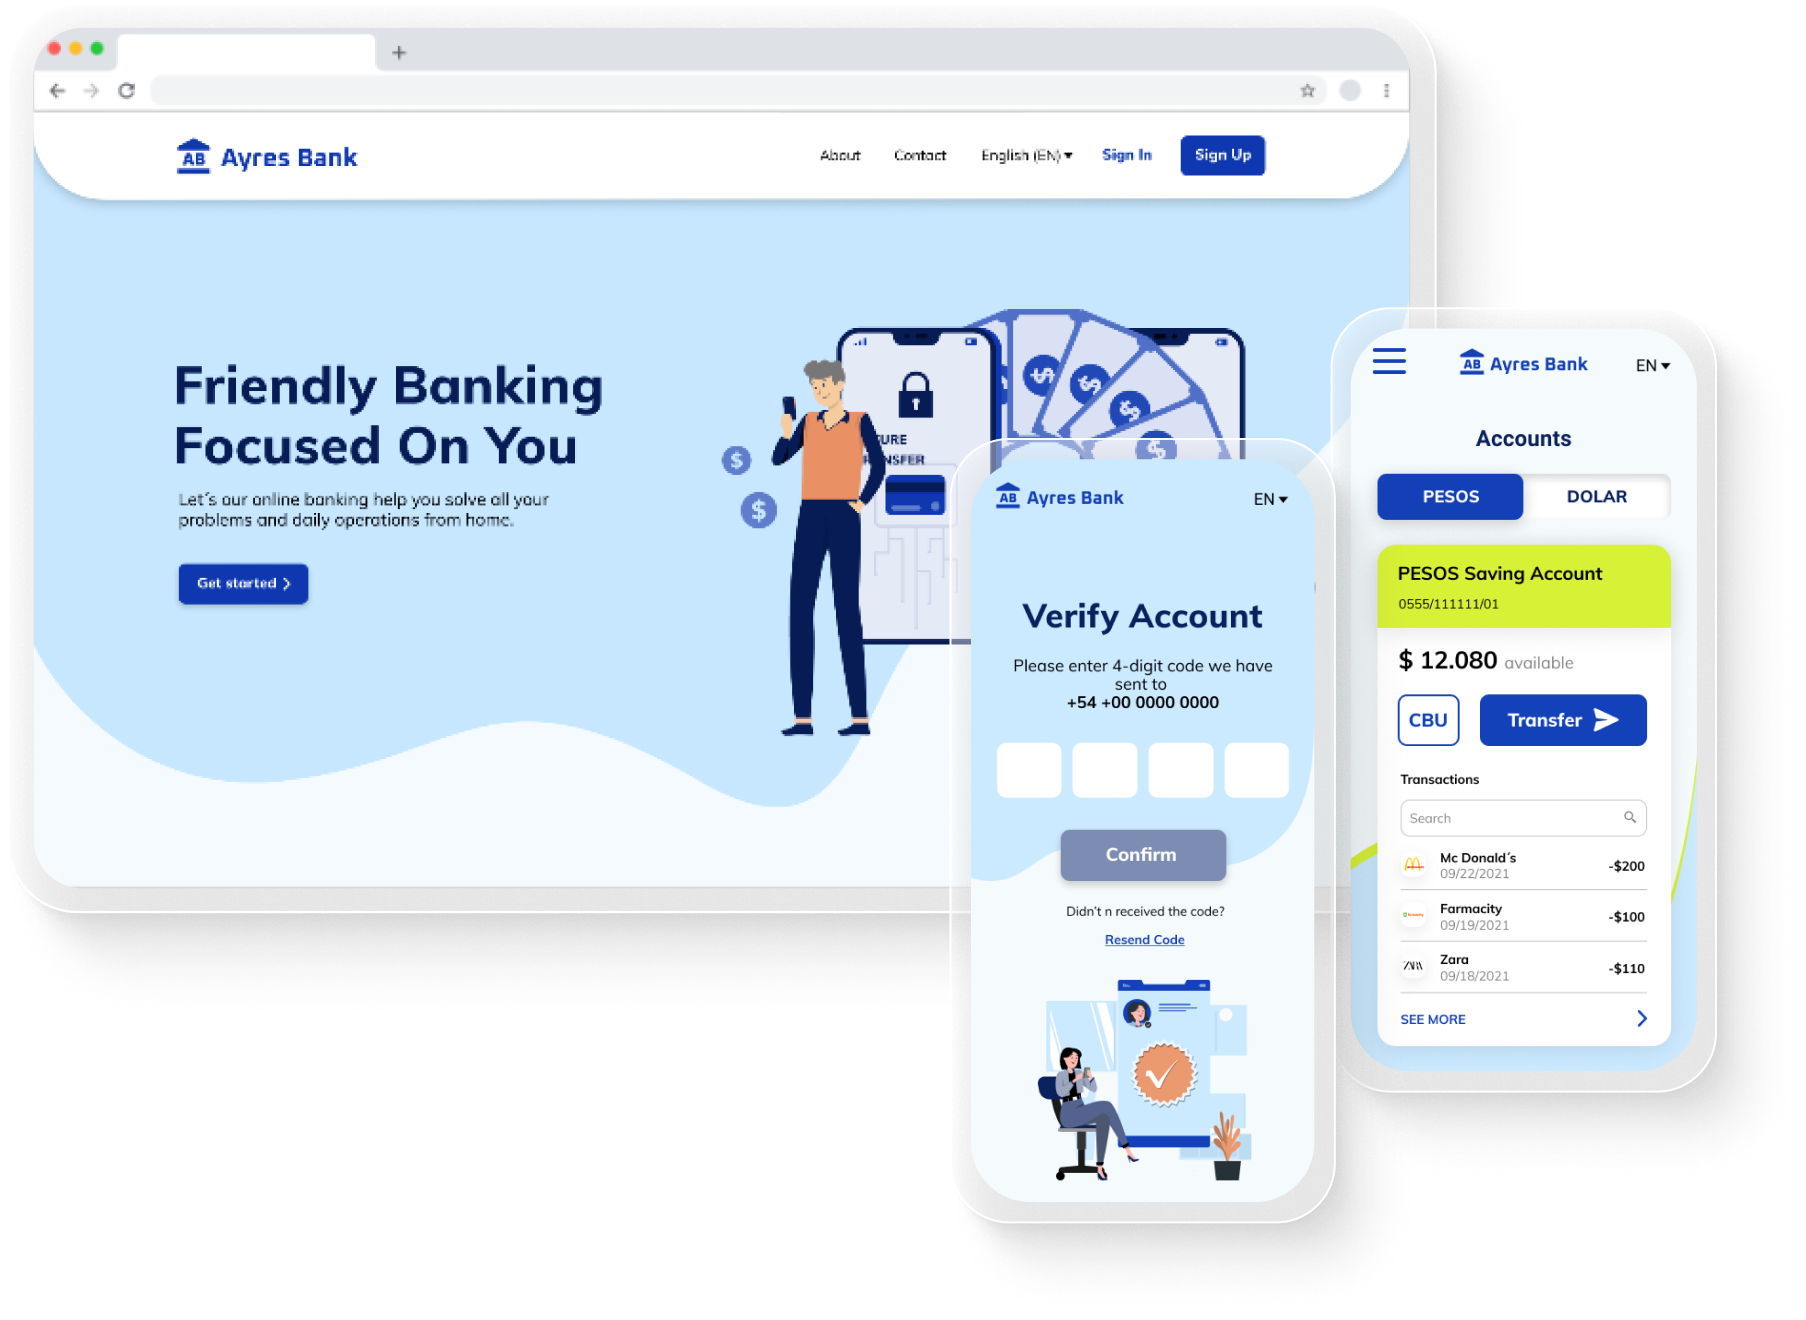 AB Ayres Bank
About Contact English (EN) Sign In Sign Up
Friendly Banking
Focused On You
Let´s our online banking help you solve all your
problems and daily operations from home.
Get started
AB Ayres Bank
EN
Verify Account
Please enter 4-digit code we have
sent to
+54 +00 0000 0000
Confirm
Didn't n received the code?
Resend Code
AB Ayres Bank
EN
Accounts
PESOS DOLAR
PESOS Saving Account
0555/111111/01
$ 12.080 available
CBU Transfer
Transactions
Search
Mc Donald´s
09/22/2021
-$200
Farmacity
09/19/2021
-$100
ZARA
Zara
09/18/2021
-$110
SEE MORE